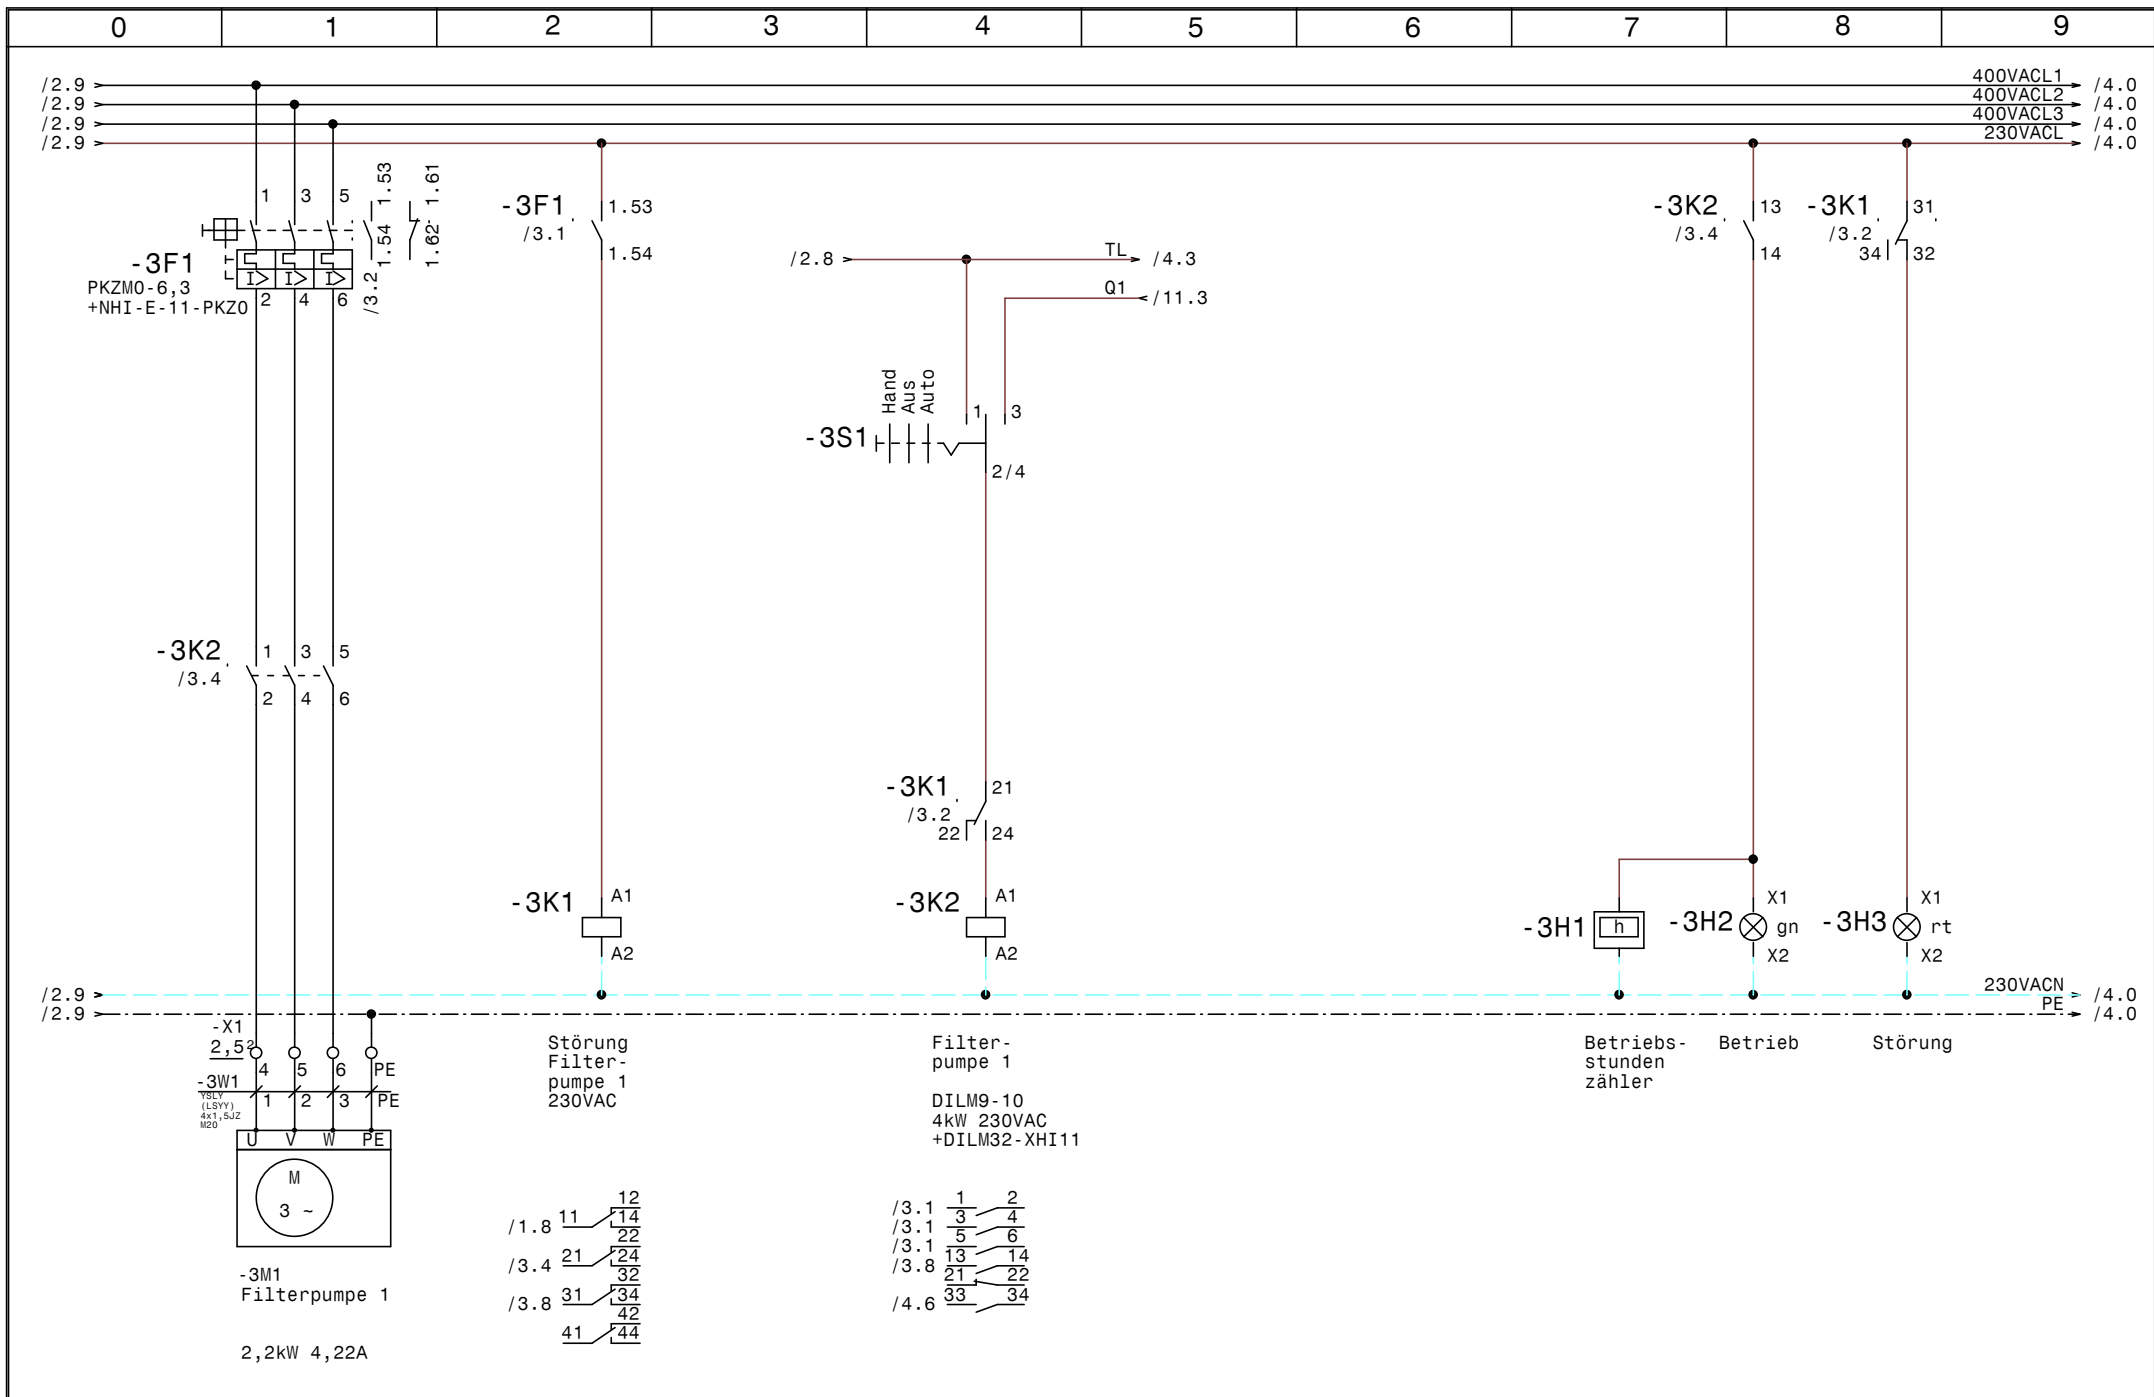 0 1 2 3 4 5 6 7 8 9
/2.9 400VACL1 /4.0
/2.9 400VACL2 /4.0
/2.9 400VACL3 /4.0
/2.9 230VACL /4.0
1 3 5 1.53 1.61
1.54 1.62
-3F1
PKZM0-6,3
+NHI-E-11-PKZ0
I> I> I>
2 4 6 /3.2
-3F1 1.53
/3.1
1.54
/2.8 TL /4.3
Q1 /11.3
-3K2 13
/3.4
14
-3K1 31
/3.2
34 32
Hand
Aus
Auto
1 3
-3S1
2/4
-3K2 1 3 5
/3.4
2 4 6
-3K1 21
/3.2
22 24
-3K1 A1
A2
-3K2 A1
A2
-3H1 h
-3H2 X1
gn
X2
-3H3 X1
rt
X2
/2.9 230VACN /4.0
/2.9 PE /4.0
-X1
2,5²
4 5 6 PE
-3W1
YSLY
(LSYY)
4x1,5JZ
M20
1 2 3 PE
U V W PE
M
3 ~
-3M1
Filterpumpe 1
2,2kW 4,22A
Störung
Filter-
pumpe 1
230VAC
Filter-
pumpe 1
DILM9-10
4kW 230VAC
+DILM32-XHI11
Betriebs-
stunden
zähler
Betrieb
Störung
12
/1.8 11 14
22
/3.4 21 24
32
/3.8 31 34
42
41 44
/3.1 1 2
/3.1 3 4
/3.1 5 6
/3.8 13 14
21 22
/4.6 33 34